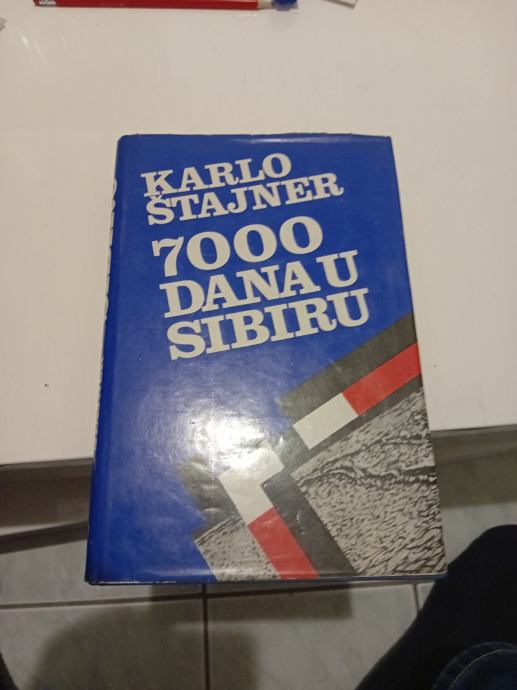 KARLO
ŠTAJNER
7000
DANA U
SIBIRU